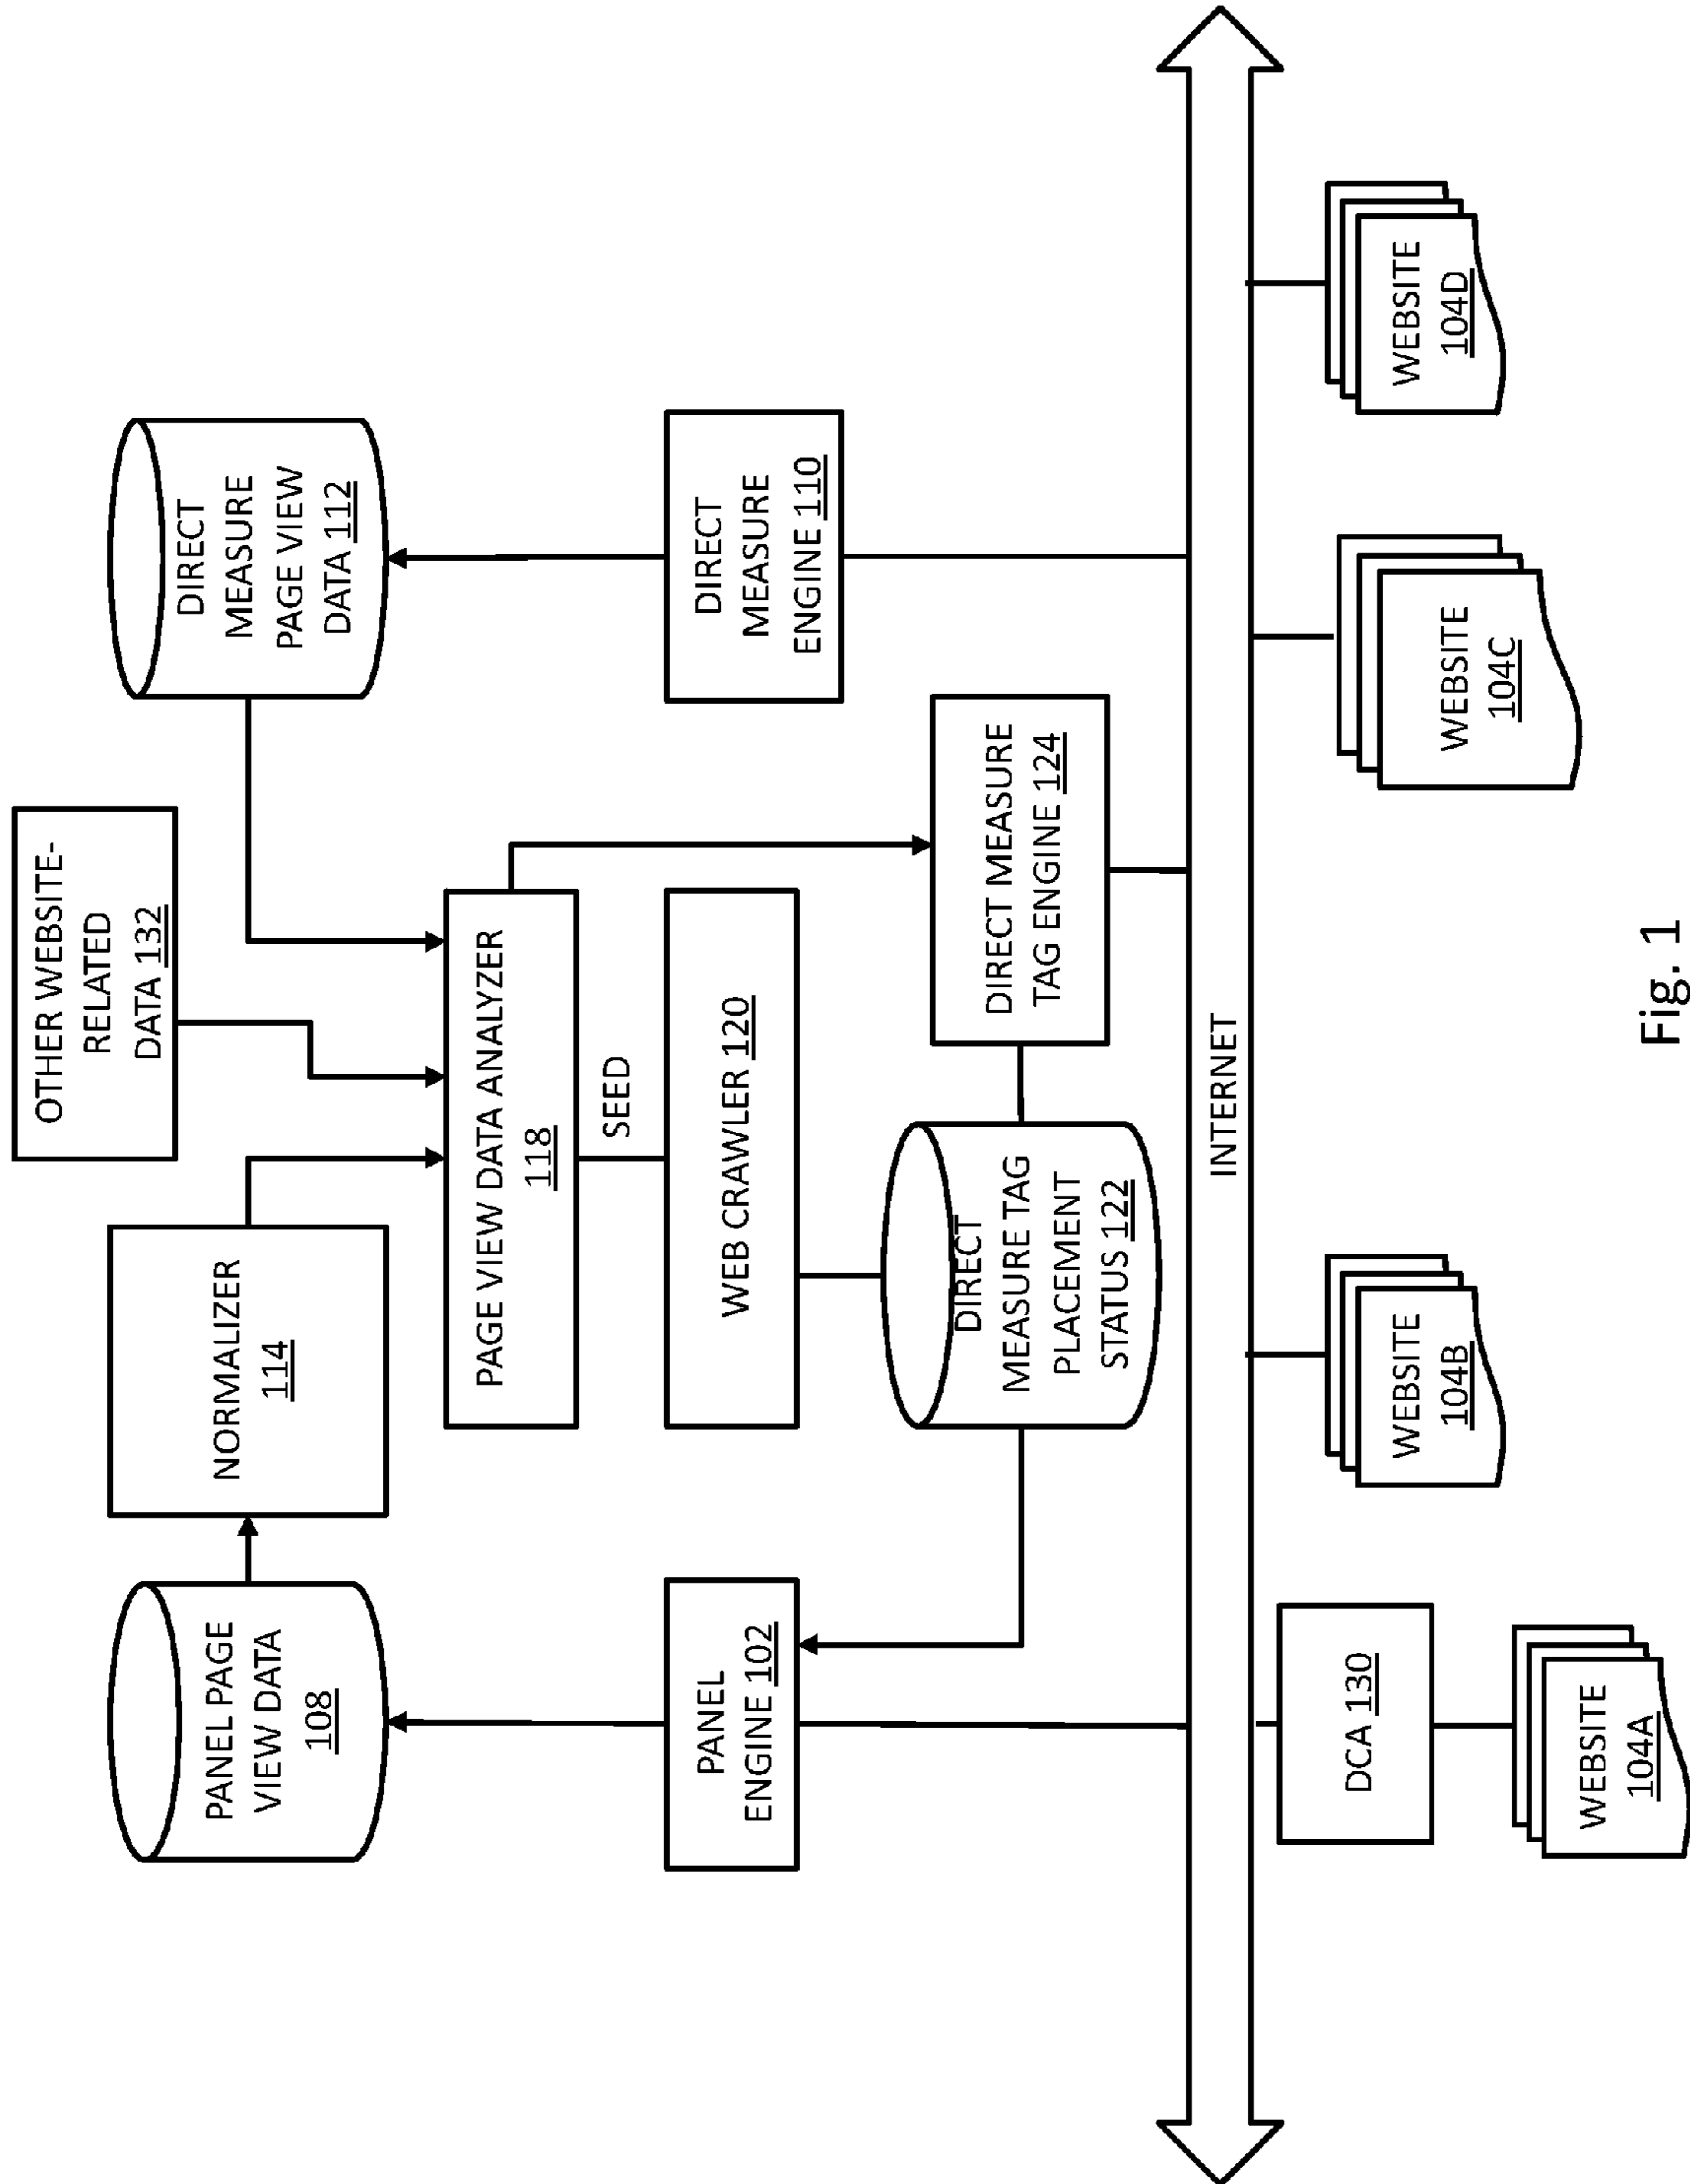 OTHER WEBSITE-
RELATED
DATA 132
PANEL PAGE
VIEW DATA
108
NORMALIZER
114
DIRECT
MEASURE
PAGE VIEW
DATA 112
PAGE VIEW DATA ANALYZER
118
SEED
PANEL
ENGINE 102
WEB CRAWLER 120
DIRECT
MEASURE
ENGINE 110
DIRECT
MEASURE TAG
PLACEMENT
STATUS 122
DIRECT MEASURE
TAG ENGINE 124
INTERNET
DCA 130
WEBSITE
104A
WEBSITE
104B
WEBSITE
104C
WEBSITE
104D
Fig. 1